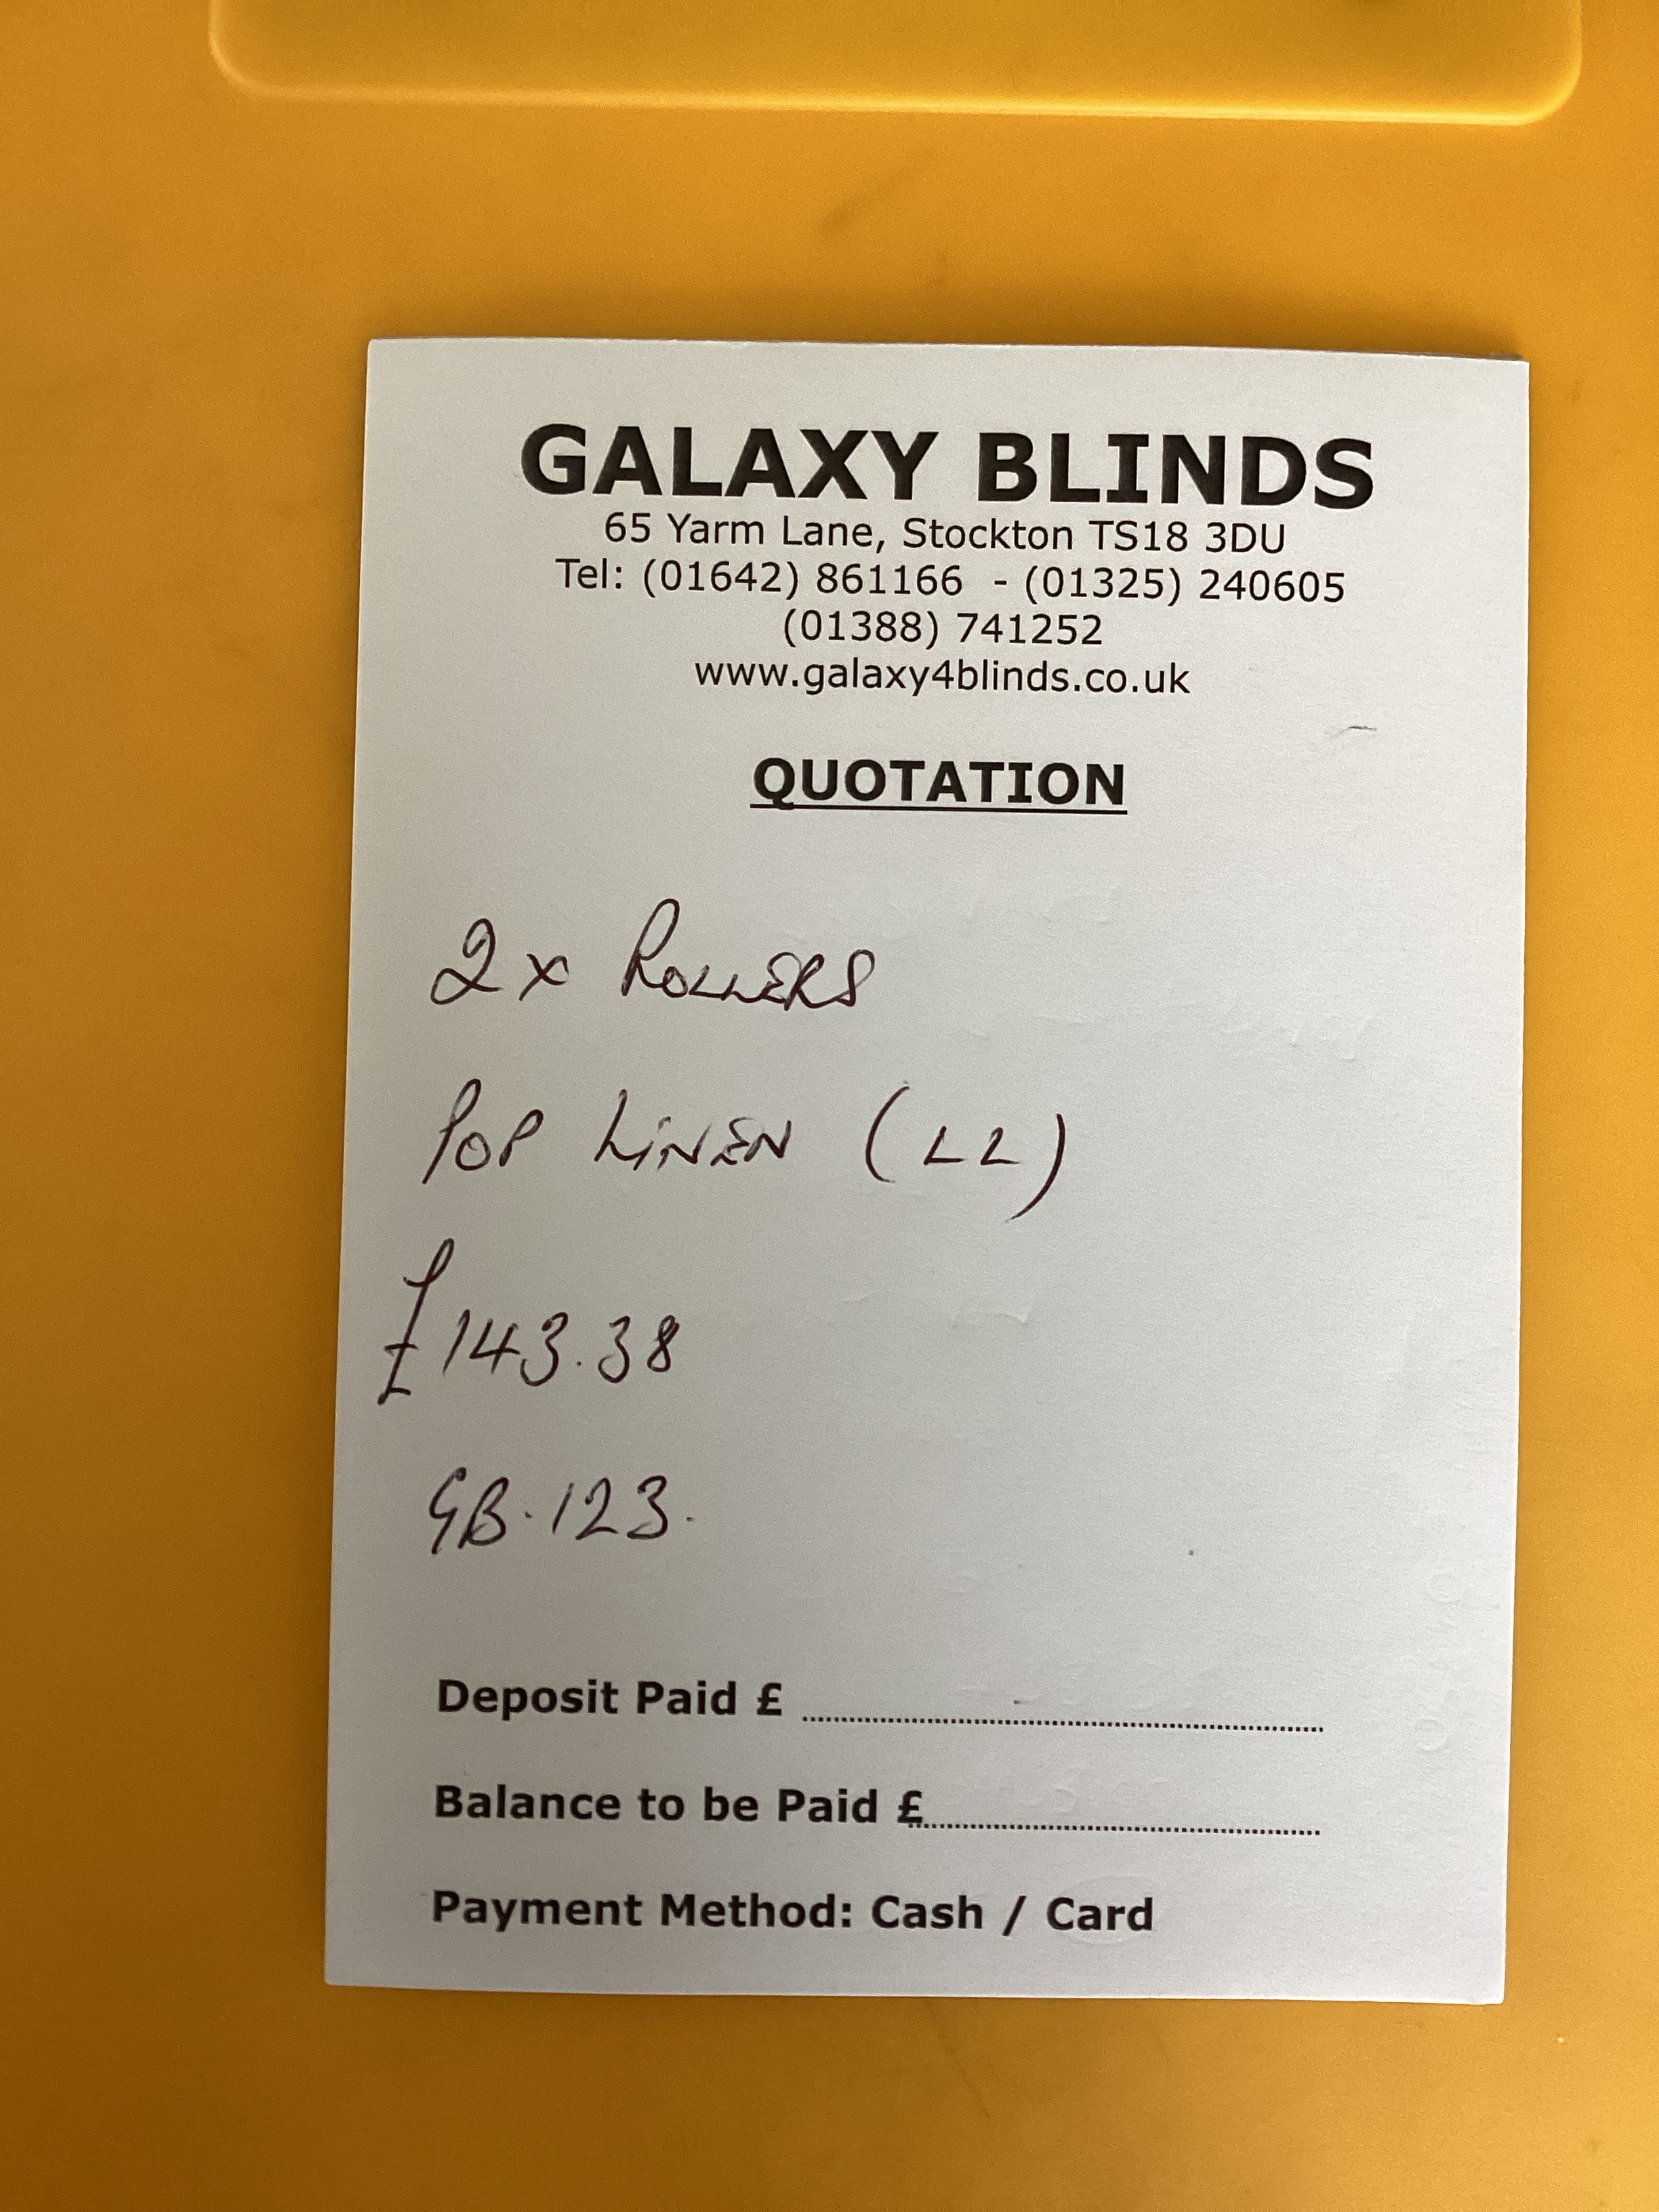 GALAXY BLINDS
65 Yarm Lane, Stockton TS18 3DU
Tel: (01642) 861166 - (01325) 240605
(01388) 741252
www.galaxy4blinds.co.uk
QUOTATION
2x ROLLERS
POP LINEN (LL)
£143.38
GB.123.
Deposit Paid £ ..........
Balance to be Paid £..........
Payment Method: Cash / Card